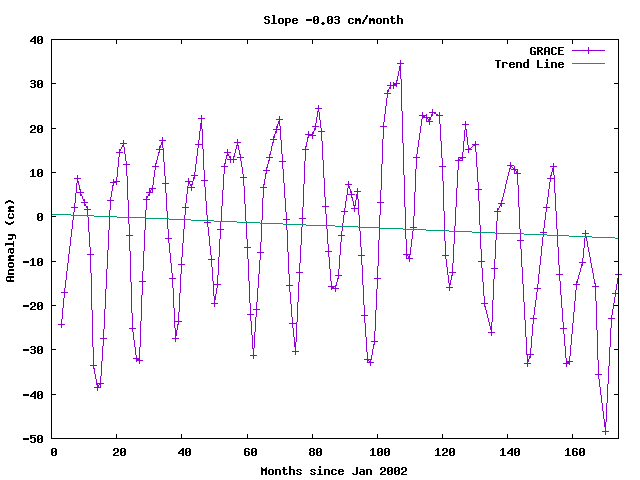 Slope -0.03 cm/month
GRACE
Trend Line
40
30
20
10
0
-10
-20
-30
-40
-50
Anomaly (cm)
0 20 40 60 80 100 120 140 160
Months since Jan 2002